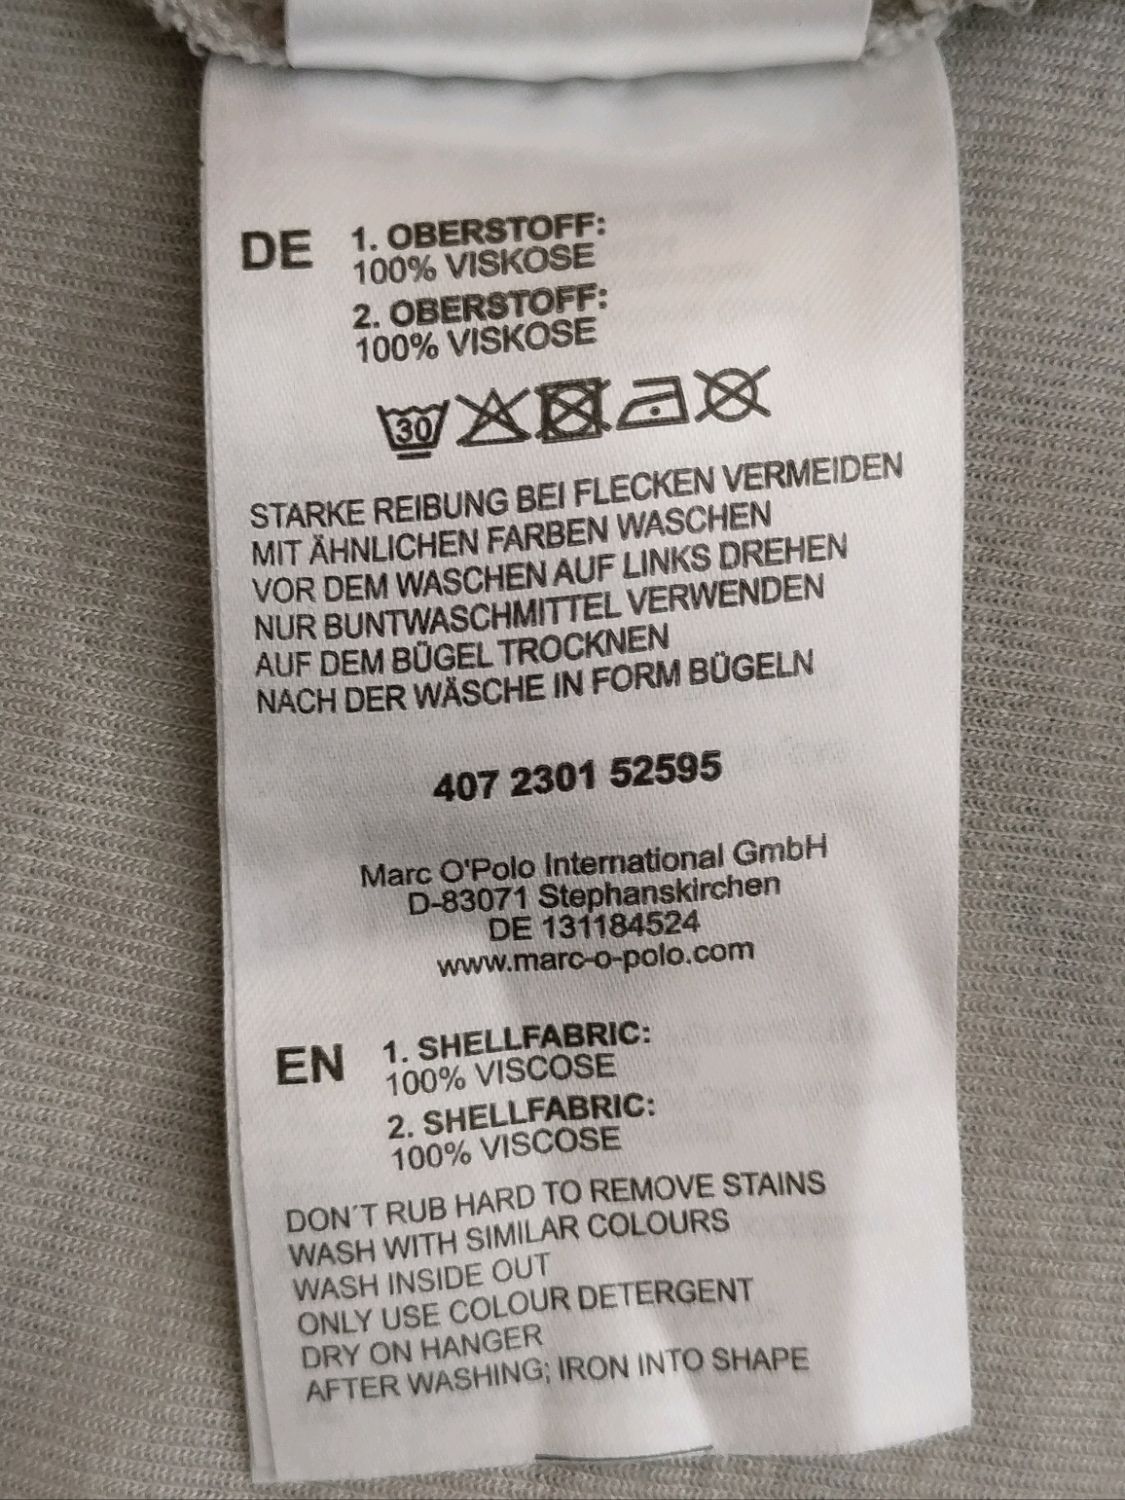 DE
1. OBERSTOFF:
100% VISKOSE
2. OBERSTOFF:
100% VISKOSE
30
STARKE REIBUNG BEI FLECKEN VERMEIDEN
MIT ÄHNLICHEN FARBEN WASCHEN
VOR DEM WASCHEN AUF LINKS DREHEN
NUR BUNTWASCHMITTEL VERWENDEN
AUF DEM BÜGEL TROCKNEN
NACH DER WÄSCHE IN FORM BÜGELN
407 2301 52595
Marc O'Polo International GmbH
D-83071 Stephanskirchen
DE 131184524
www.marc-o-polo.com
EN
1. SHELLFABRIC:
100% VISCOSE
2. SHELLFABRIC:
100% VISCOSE
DON´T RUB HARD TO REMOVE STAINS
WASH WITH SIMILAR COLOURS
WASH INSIDE OUT
ONLY USE COLOUR DETERGENT
DRY ON HANGER
AFTER WASHING; IRON INTO SHAPE